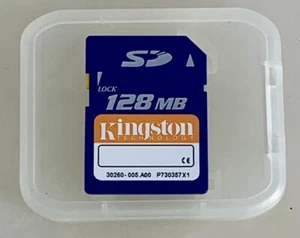 SD
LOCK
128 MB
Kingston
TECHNOLOGY
CE
30260-005.A00 P730357X1